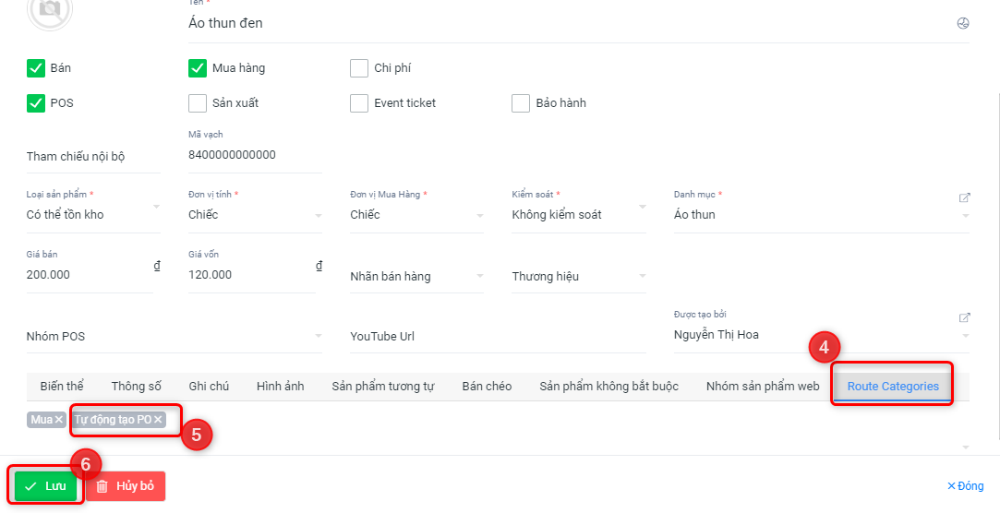 Tên *
Áo thun đen
Bán
Mua hàng
Chi phí
POS
Sản xuất
Event ticket
Bảo hành
Tham chiếu nội bộ
Mã vạch
8400000000000
Loại sản phẩm *
Có thể tồn kho
Đơn vị tính *
Chiếc
Đơn vị Mua Hàng *
Chiếc
Kiểm soát *
Không kiểm soát
Danh mục *
Áo thun
Giá bán
200.000 ₫
Giá vốn
120.000 ₫
Nhãn bán hàng
Thương hiệu
Nhóm POS
YouTube Url
Được tạo bởi
Nguyễn Thị Hoa
4
Biến thể Thông số Ghi chú Hình ảnh Sản phẩm tương tự Bán chéo Sản phẩm không bắt buộc Nhóm sản phẩm web Route Categories
Mua × Tự động tạo PO ×
5
6
Lưu Hủy bỏ × Đóng